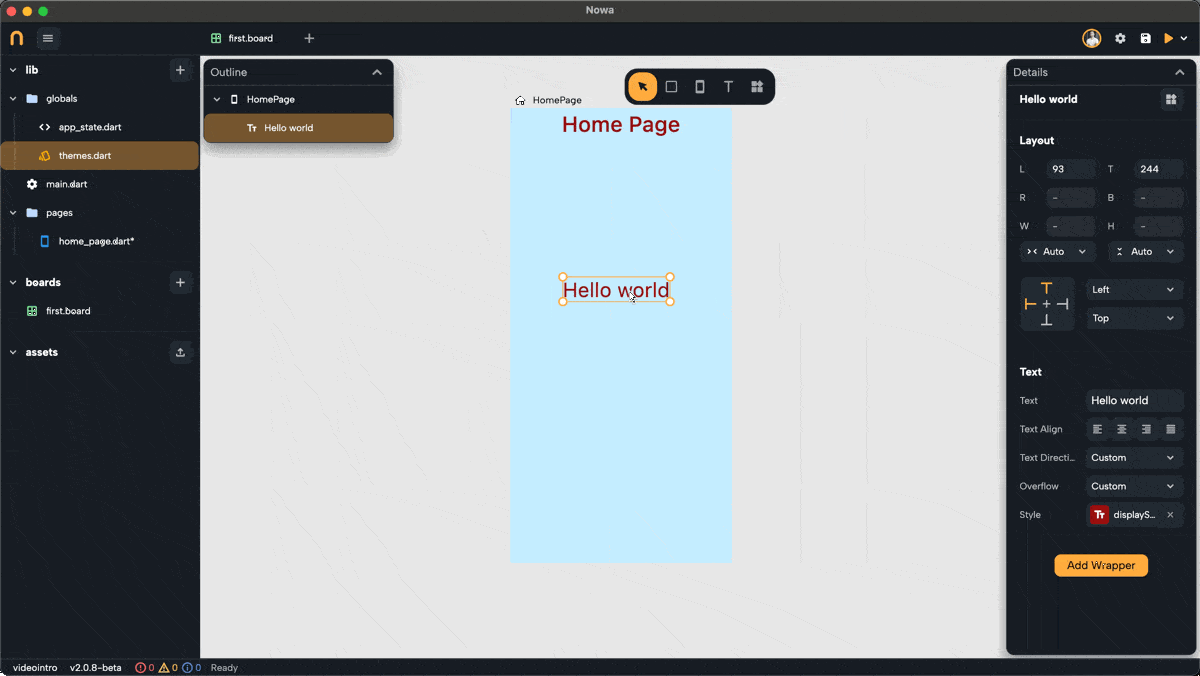 Nowa
first.board
lib
globals
app_state.dart
themes.dart
main.dart
pages
home_page.dart*
boards
first.board
assets
Outline
HomePage
Hello world
HomePage
Home Page
Hello world
Details
Hello world
Layout
L 93 T 244
R - B -
W - H -
Auto Auto
Left
Top
Text
Text Hello world
Text Align
Text Directi... Custom
Overflow Custom
Style Tr displayS...
Add Wrapper
videointro v2.0.8-beta 0 0 0 Ready